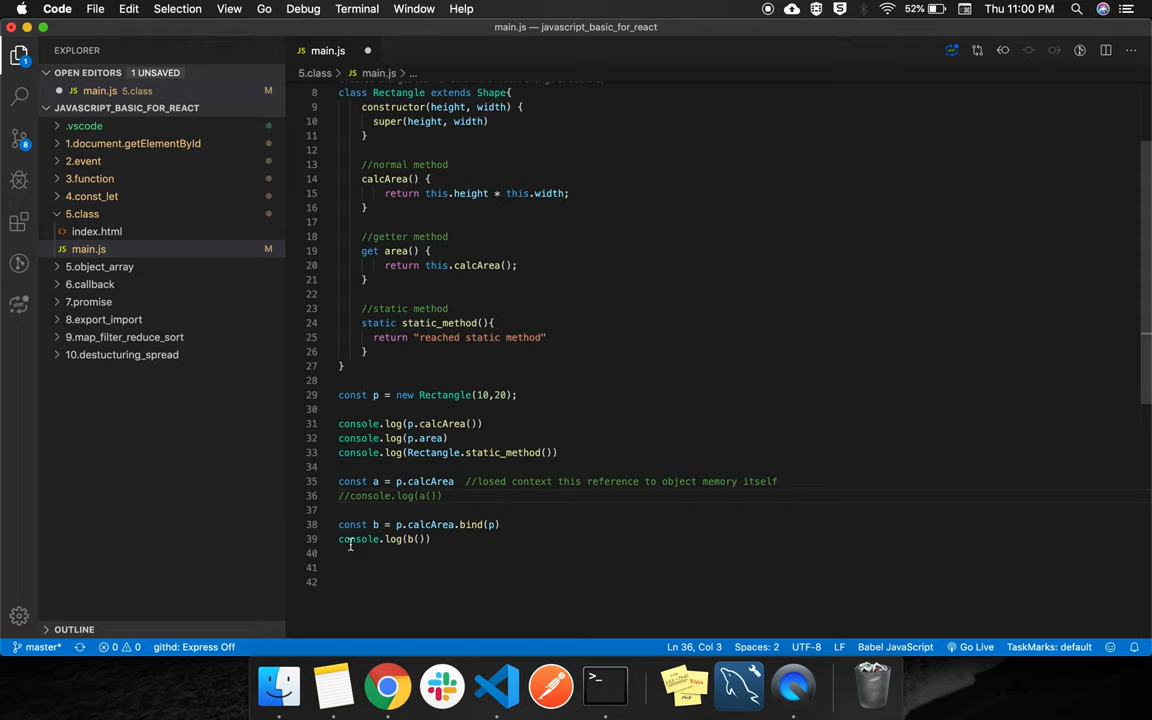 Code File Edit Selection View Go Debug Terminal Window Help 52% Thu 11:00 PM
main.js — javascript_basic_for_react
EXPLORER
main.js
OPEN EDITORS 1 UNSAVED
5.class > JS main.js > ...
JS main.js 5.class M
JAVASCRIPT_BASIC_FOR_REACT
.vscode
1.document.getElementById
2.event
3.function
4.const_let
5.class
index.html
JS main.js M
5.object_array
6.callback
7.promise
8.export_import
9.map_filter_reduce_sort
10.destucturing_spread
OUTLINE
8 class Rectangle extends Shape{
9 constructor(height, width) {
10 super(height, width)
11 }
12
13 //normal method
14 calcArea() {
15 return this.height * this.width;
16 }
17
18 //getter method
19 get area() {
20 return this.calcArea();
21 }
22
23 //static method
24 static static_method(){
25 return "reached static method"
26 }
27 }
28
29 const p = new Rectangle(10,20);
30
31 console.log(p.calcArea())
32 console.log(p.area)
33 console.log(Rectangle.static_method())
34
35 const a = p.calcArea //losed context this reference to object memory itself
36 //console.log(a())
37
38 const b = p.calcArea.bind(p)
39 console.log(b())
40
41
42
master* 0 0 githd: Express Off Ln 36, Col 3 Spaces: 2 UTF-8 LF Babel JavaScript Go Live TaskMarks: default